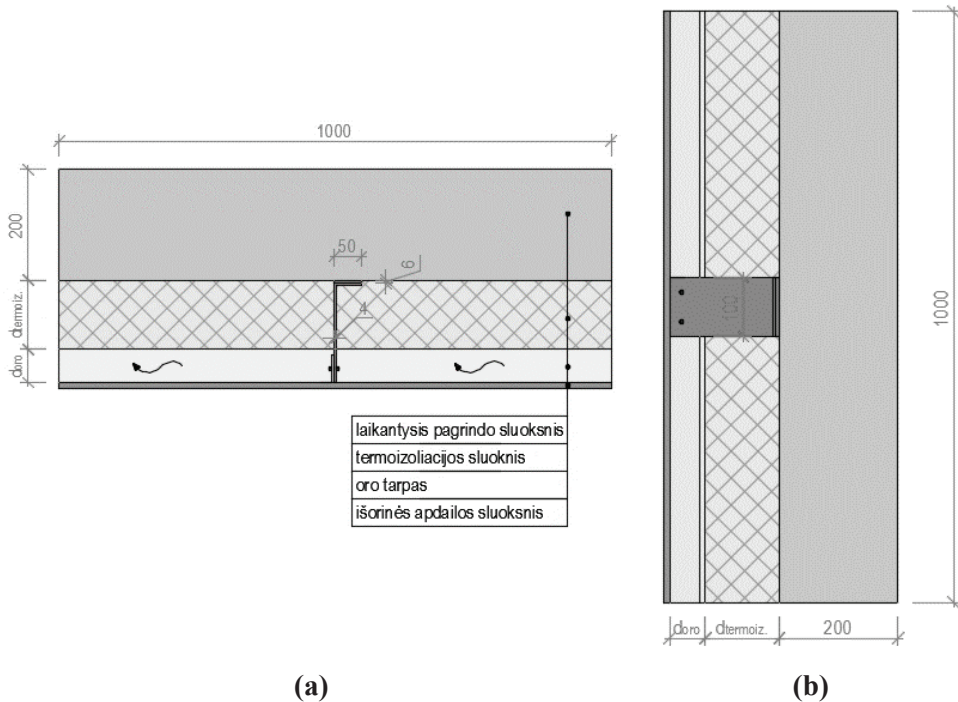 1000
200
dtermoiz.
doro
50
6
4
laikantysis pagrindo sluoksnis
termoizoliacijos sluoknis
oro tarpas
išorinės apdailos sluoksnis
(a)
100
1000
doro
dtermoiz.
200
(b)